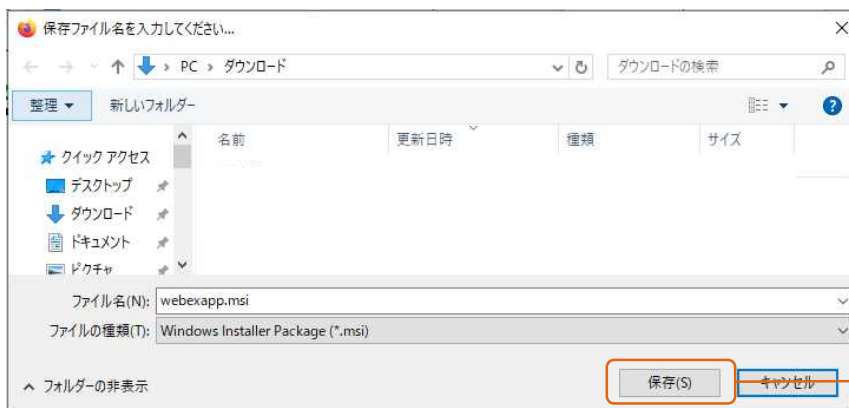 保存ファイル名を入力してください...
PC › ダウンロード
ダウンロードの検索
整理
新しいフォルダー
名前 更新日時 種類 サイズ
クイック アクセス
デスクトップ
ダウンロード
ドキュメント
ピクチャ
ファイル名(N): webexapp.msi
ファイルの種類(T): Windows Installer Package (*.msi)
フォルダーの非表示
保存(S)
キャンセル